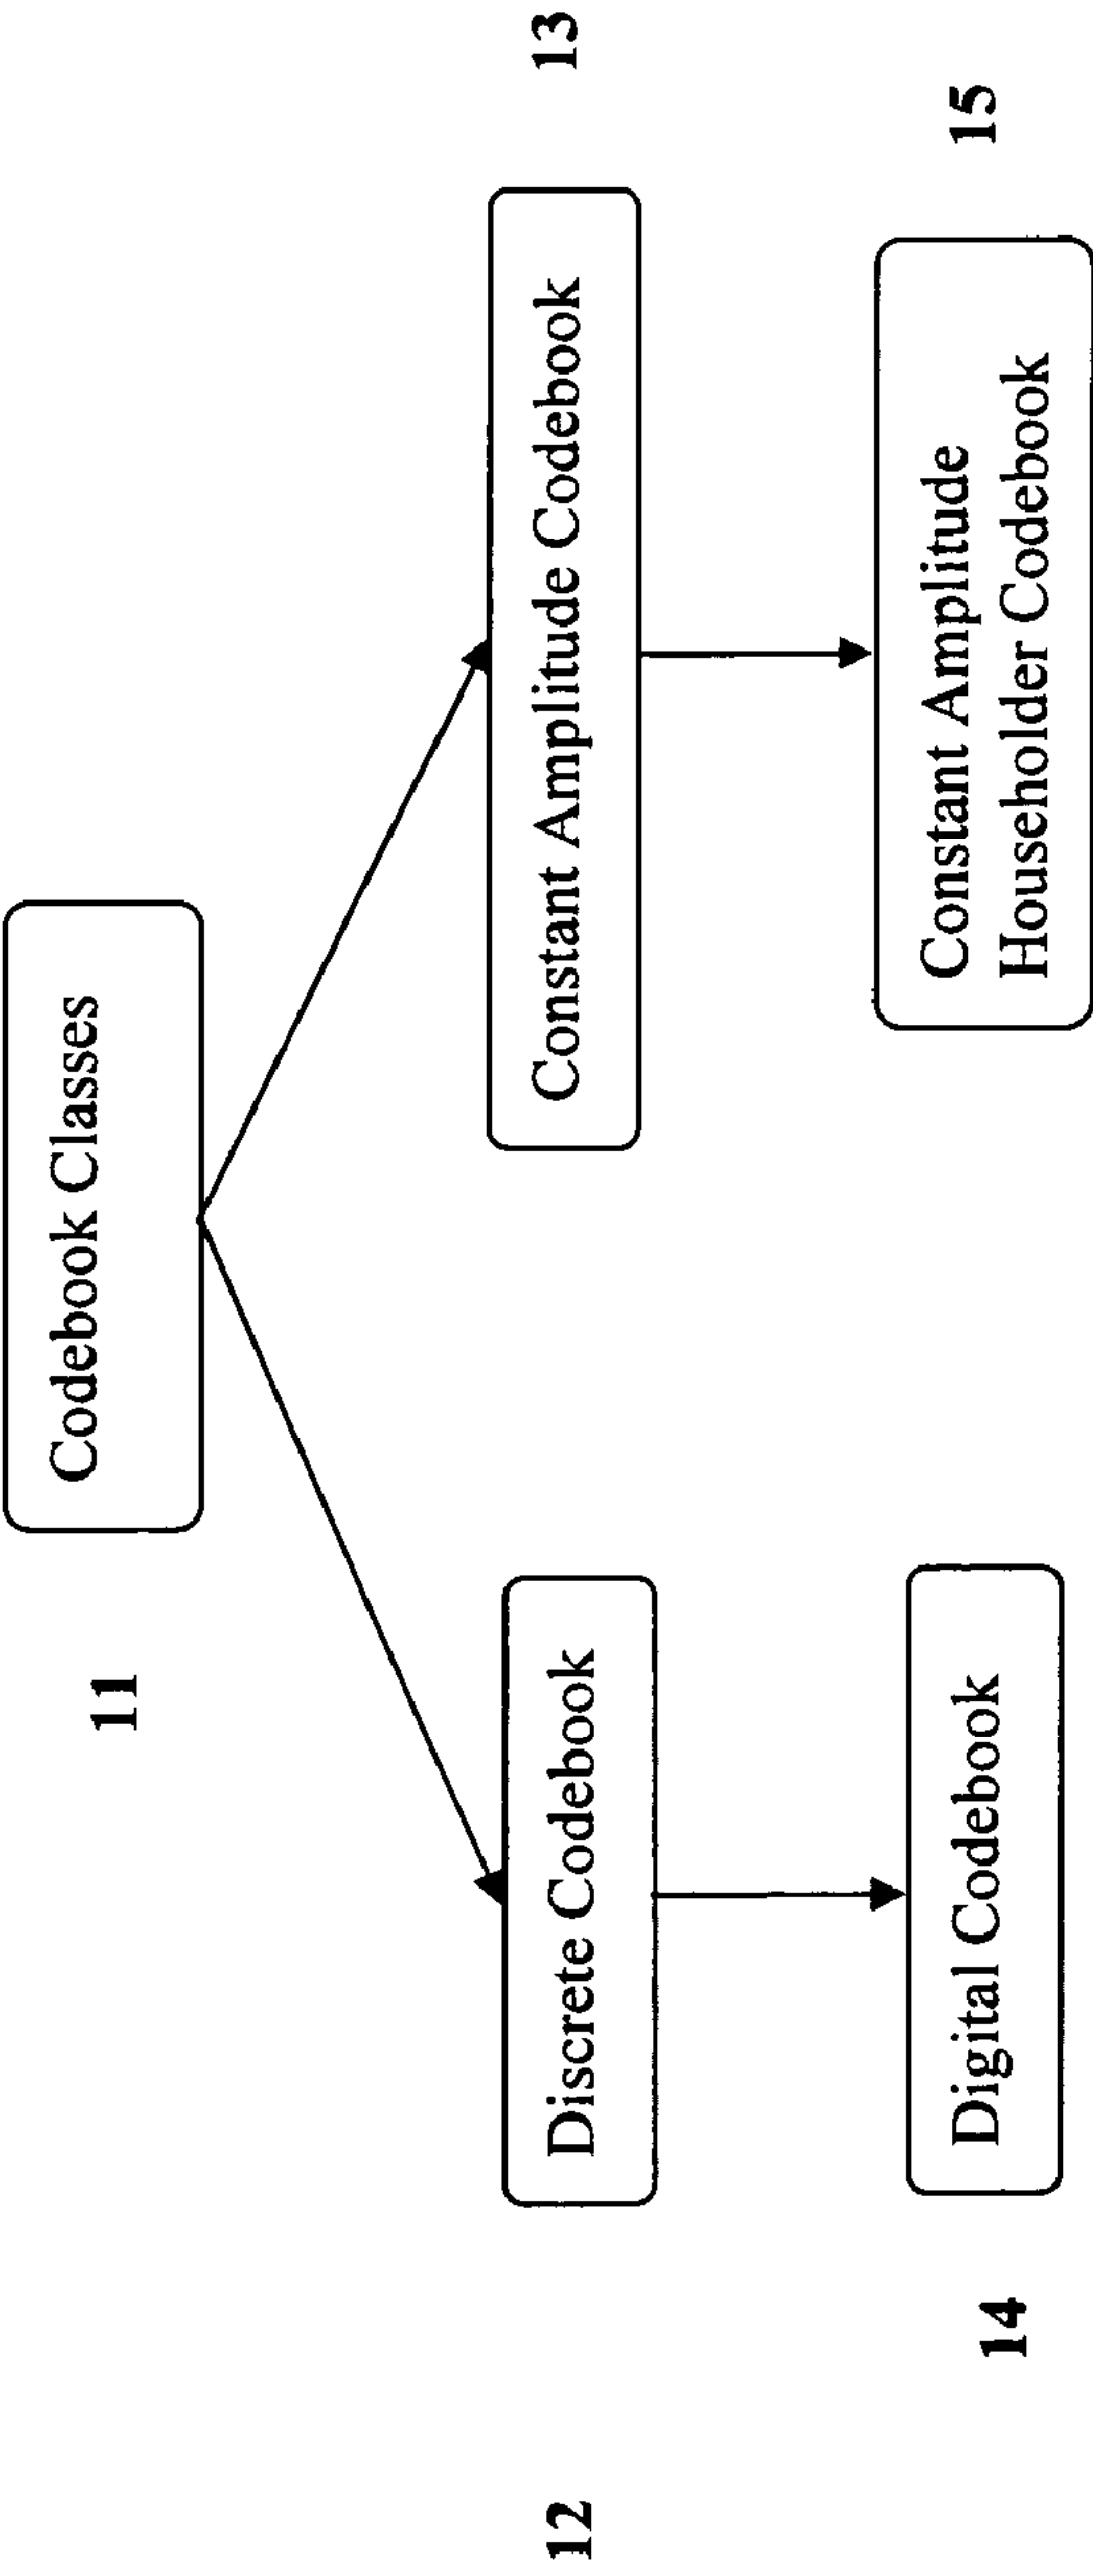 11
Codebook Classes
12
Discrete Codebook
Constant Amplitude Codebook
13
14
Digital Codebook
Constant Amplitude
Householder Codebook
15